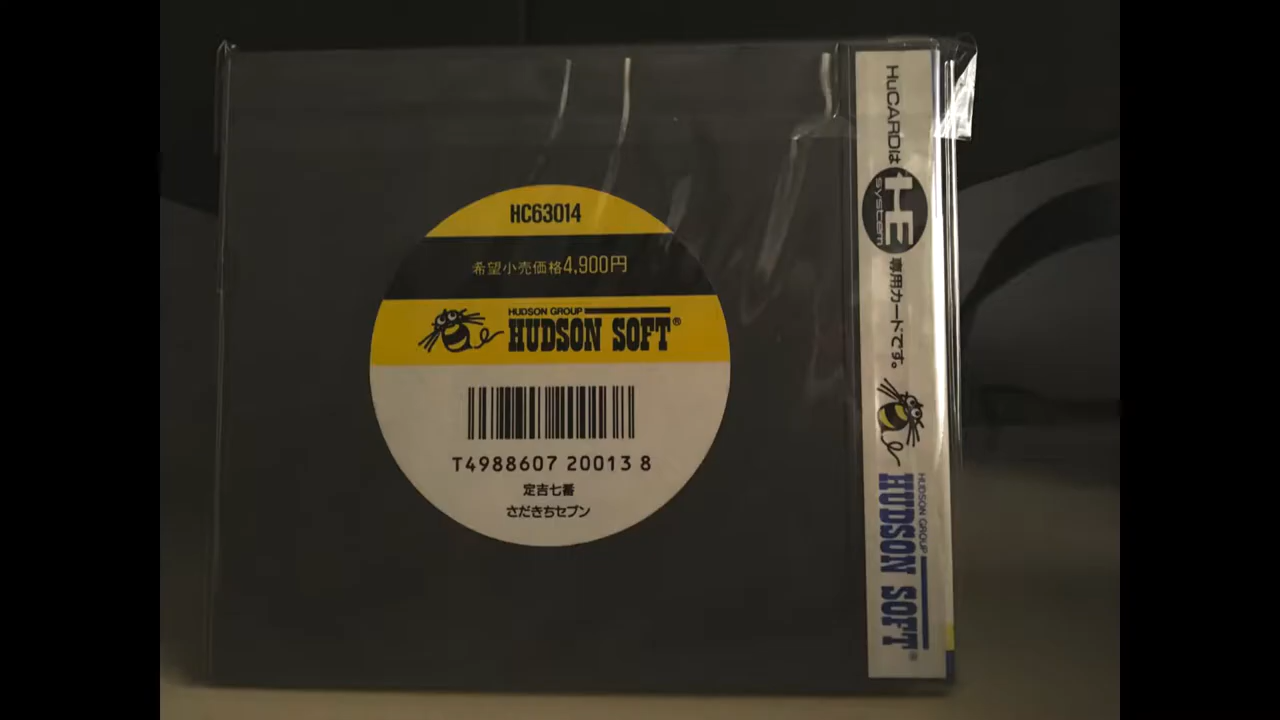 HC63014
希望小売価格4,900円
HUDSON GROUP
HUDSON SOFT®
T4988607 20013 8
定吉七番
さだきちセブン
HuCARDは HE system 専用カードです。
HUDSON GROUP
HUDSON SOFT®